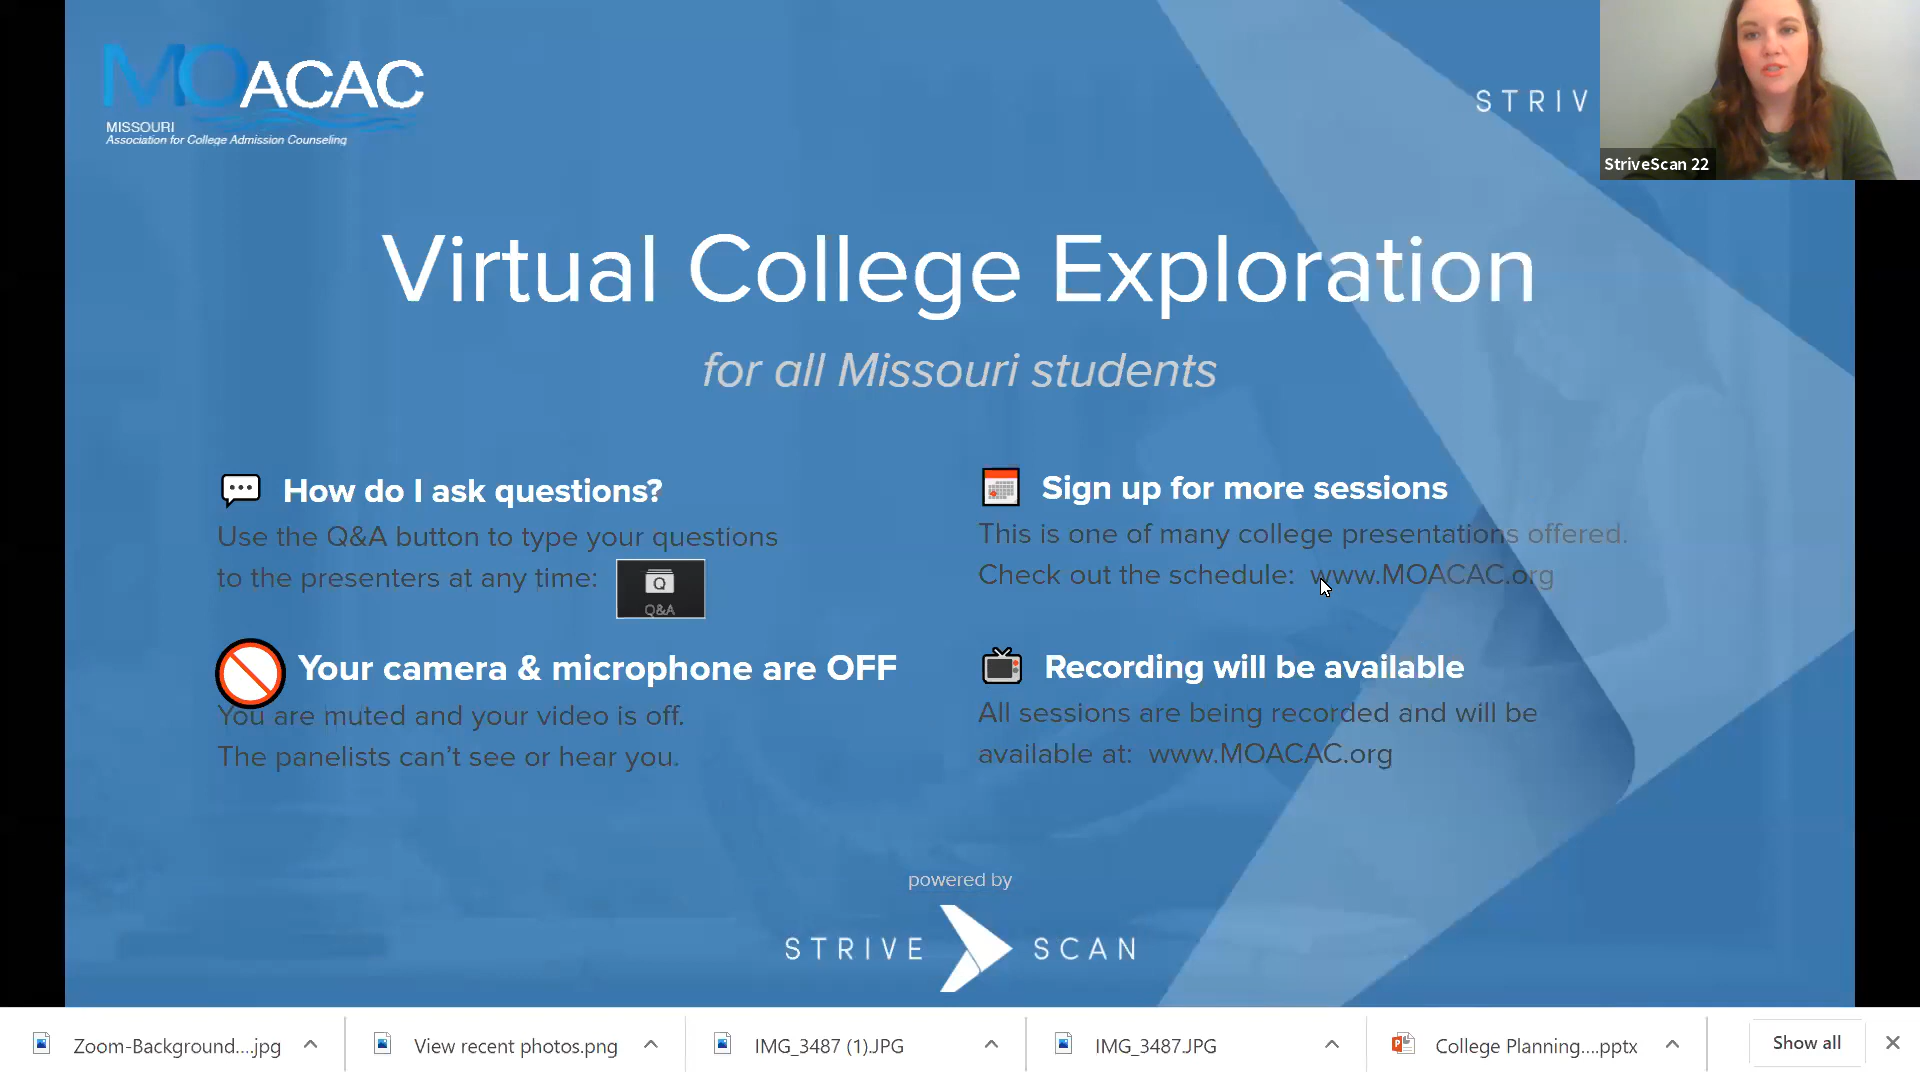 MOACAC
MISSOURI
Association for College Admission Counseling
STRIV
StriveScan 22
Virtual College Exploration
for all Missouri students
How do I ask questions?
Use the Q&A button to type your questions
to the presenters at any time:
Q
Q&A
Sign up for more sessions
This is one of many college presentations offered.
Check out the schedule: www.MOACAC.org
Your camera & microphone are OFF
You are muted and your video is off.
The panelists can't see or hear you.
Recording will be available
All sessions are being recorded and will be
available at: www.MOACAC.org
powered by
STRIVE SCAN
Zoom-Background....jpg
View recent photos.png
IMG_3487 (1).JPG
IMG_3487.JPG
College Planning....pptx
Show all